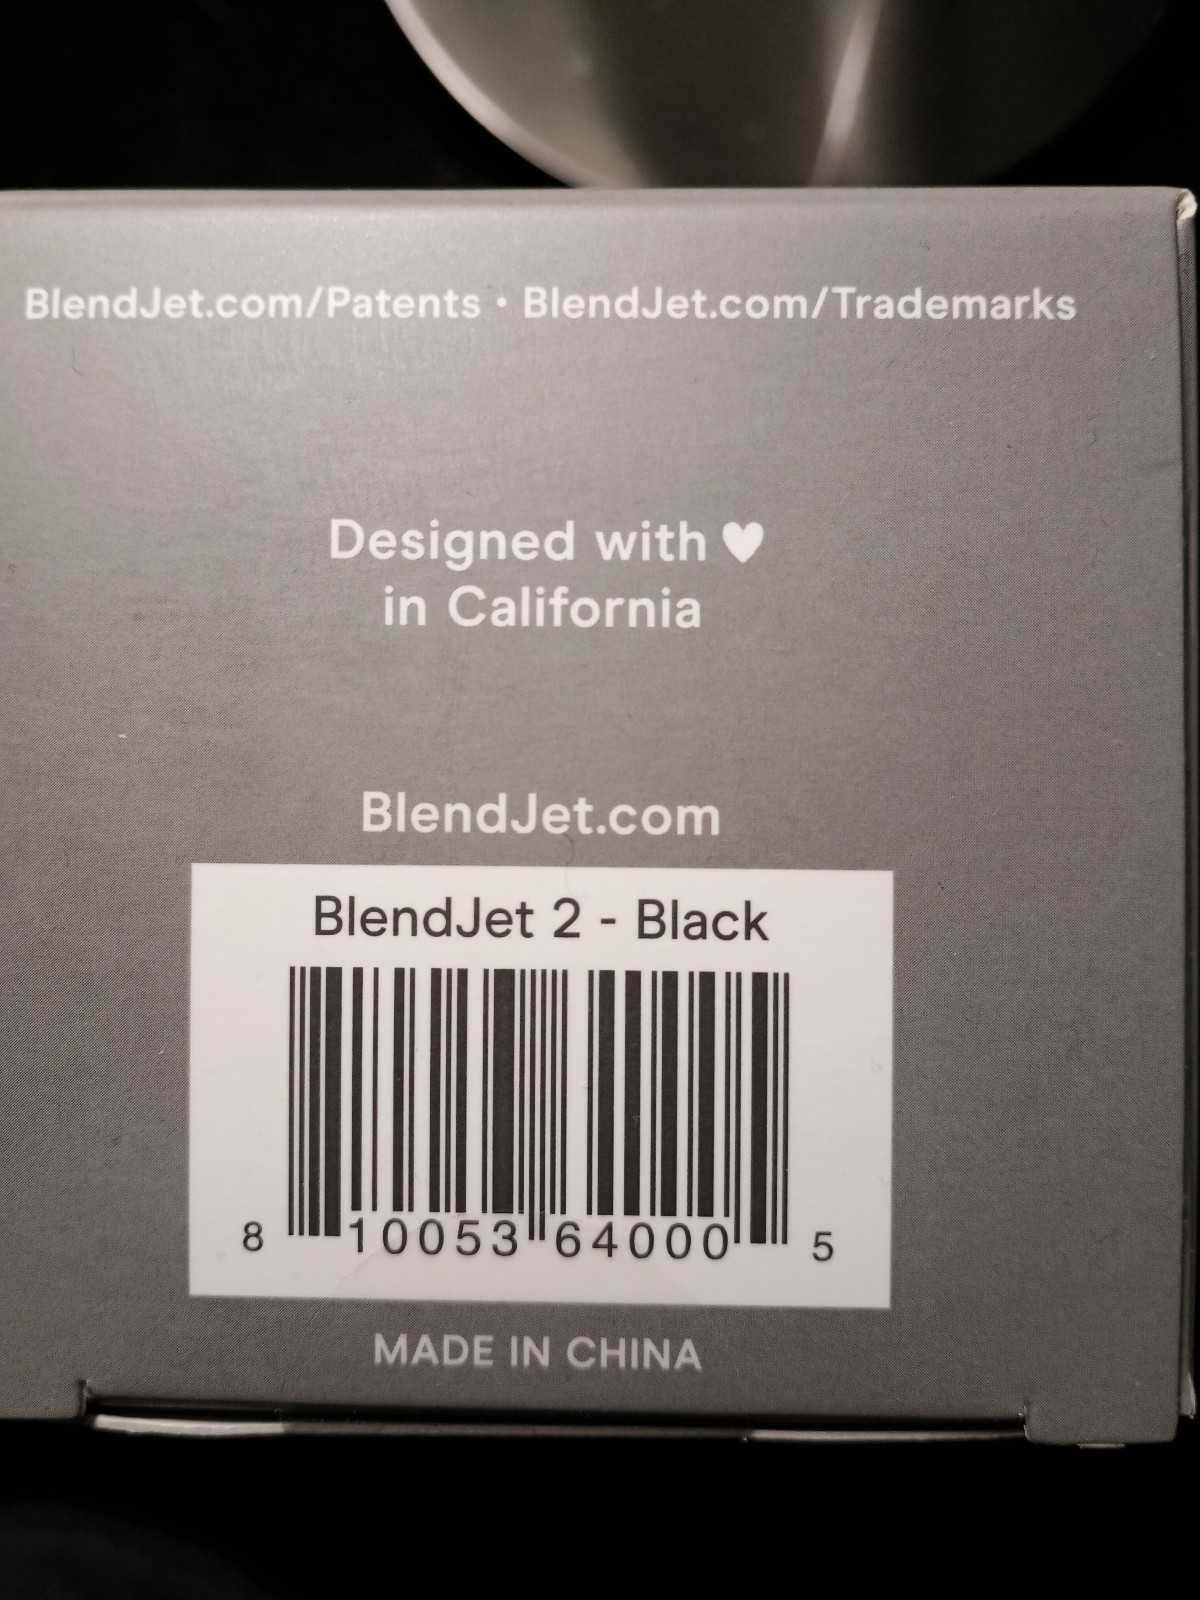 BlendJet.com/Patents • BlendJet.com/Trademarks
Designed with ♥
in California
BlendJet.com
BlendJet 2 - Black
8 10053 64000 5
MADE IN CHINA